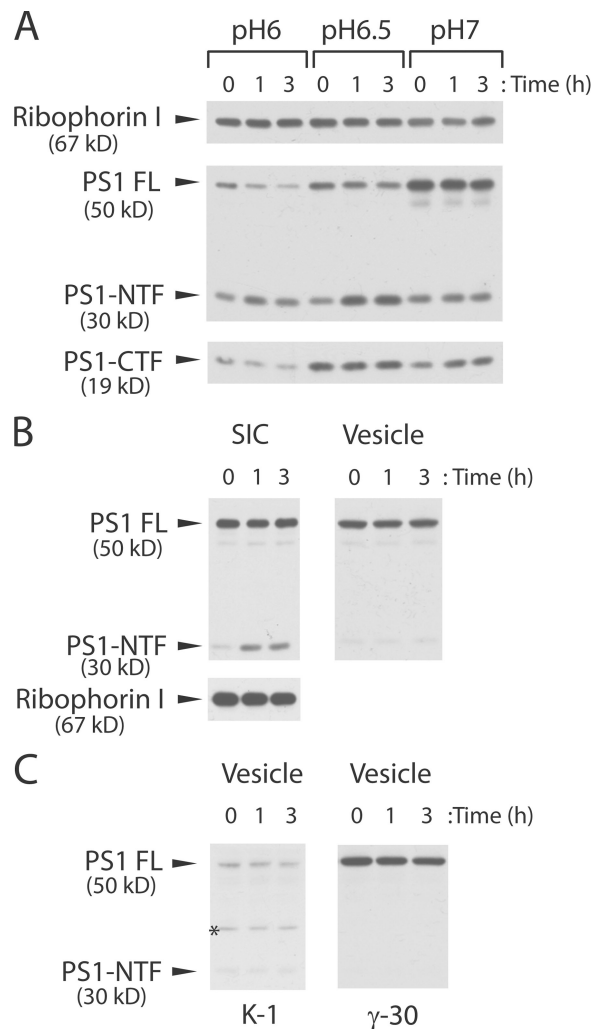 A
pH6 pH6.5 pH7
0 1 3 0 1 3 0 1 3 : Time (h)
Ribophorin I
(67 kD)
PS1 FL
(50 kD)
PS1-NTF
(30 kD)
PS1-CTF
(19 kD)
B
SIC Vesicle
0 1 3 0 1 3 : Time (h)
PS1 FL
(50 kD)
PS1-NTF
(30 kD)
Ribophorin I
(67 kD)
C
Vesicle Vesicle
0 1 3 0 1 3 :Time (h)
PS1 FL
(50 kD)
*
PS1-NTF
(30 kD)
K-1 γ-30